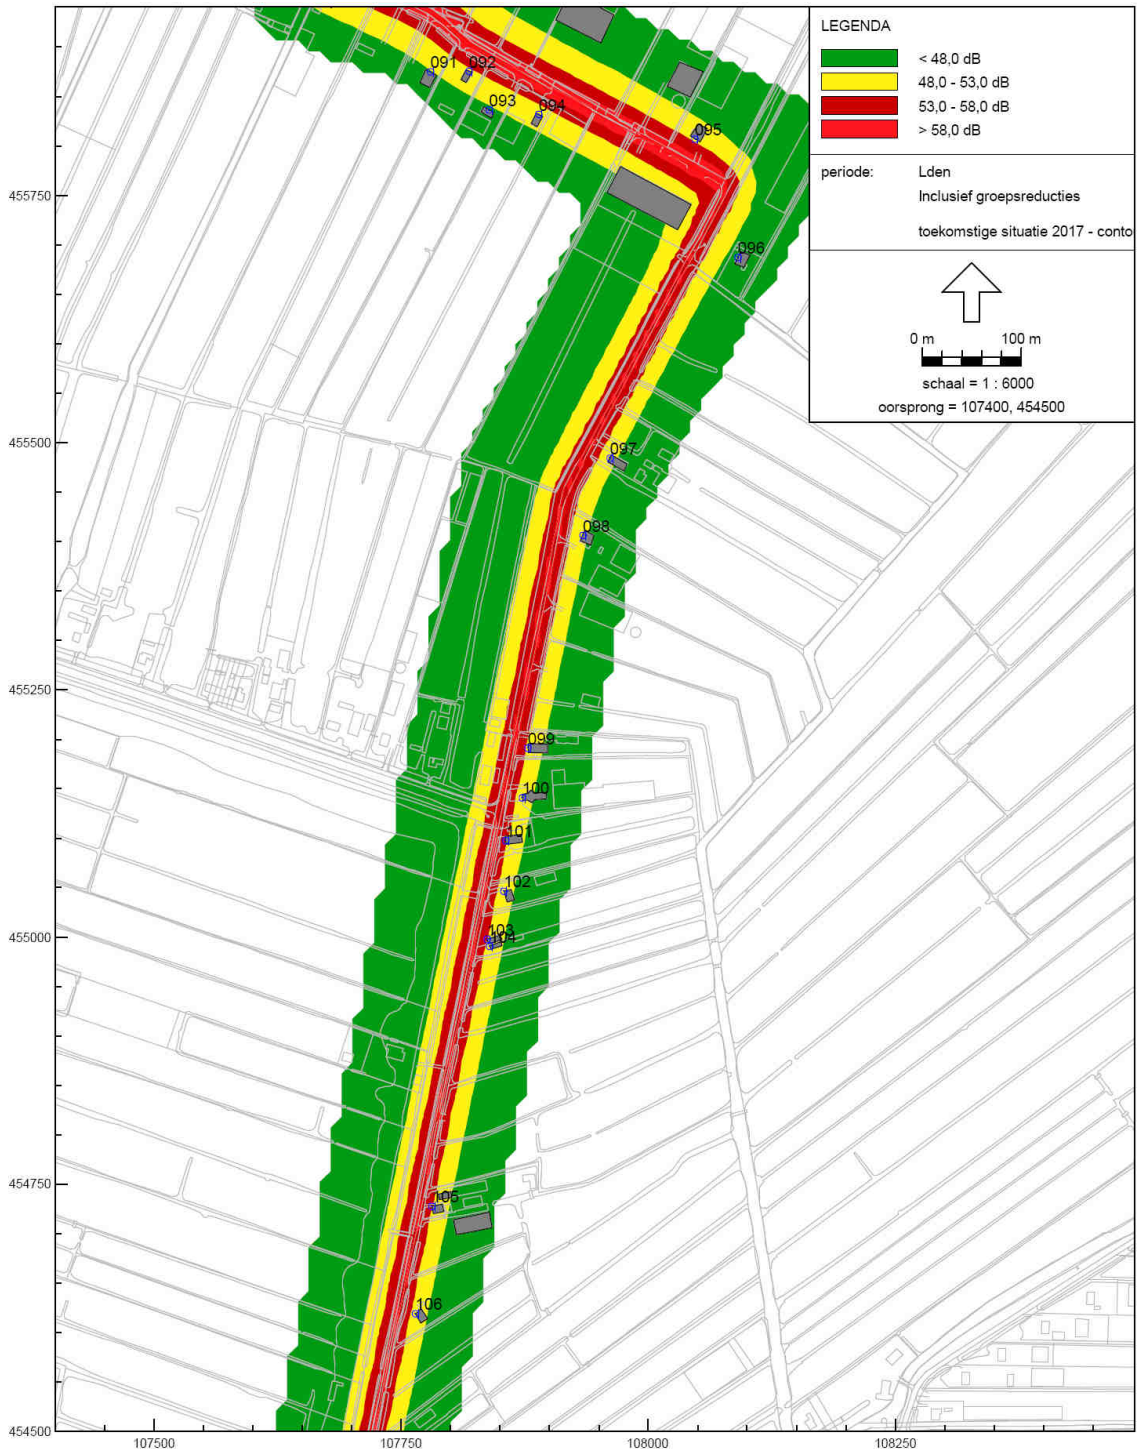 LEGENDA
< 48,0 dB
48,0 - 53,0 dB
53,0 - 58,0 dB
> 58,0 dB
periode: Lden
Inclusief groepsreducties
toekomstige situatie 2017 - conto
0 m 100 m
schaal = 1 : 6000
oorsprong = 107400, 454500
091 092
093 094
095
455750
096
455500
097
098
455250
099
100
101
102
455000
103
104
454750
105
106
454500
107500 107750 108000 108250